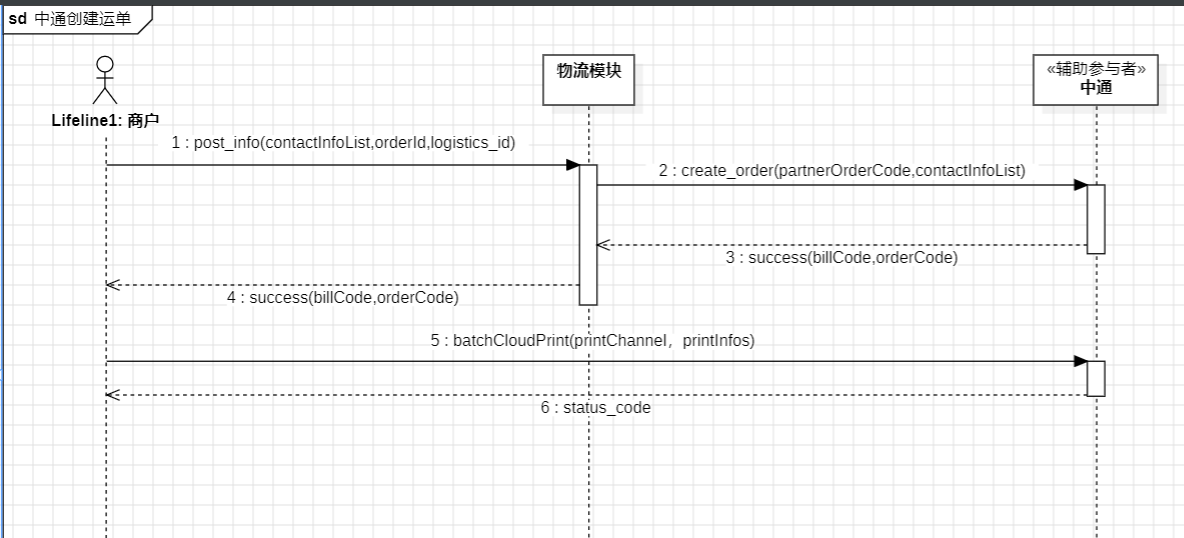 sd 中通创建运单
物流模块
«辅助参与者»
中通
Lifeline1: 商户
1 : post_info(contactInfoList,orderId,logistics_id)
2 : create_order(partnerOrderCode,contactInfoList)
3 : success(billCode,orderCode)
4 : success(billCode,orderCode)
5 : batchCloudPrint(printChannel，printInfos)
6 : status_code